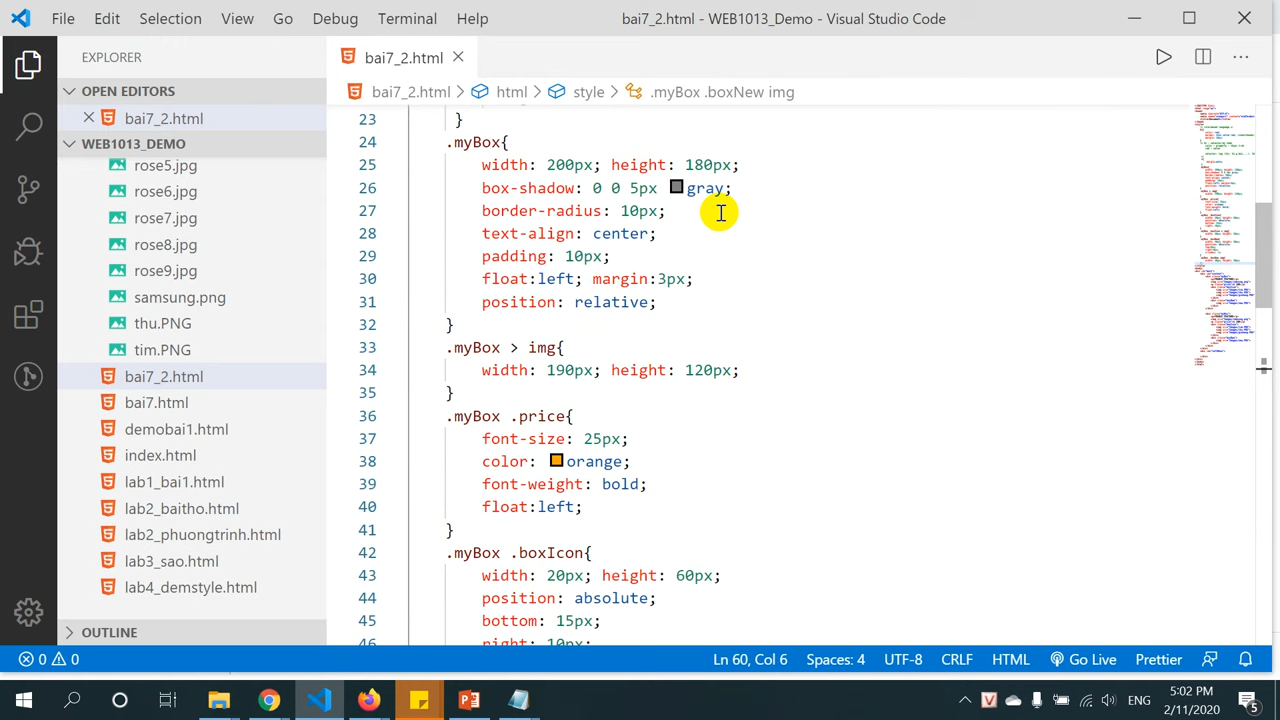 File Edit Selection View Go Debug Terminal Help bai7_2.html - WEB1013_Demo - Visual Studio Code
EXPLORER
OPEN EDITORS
bai7_2.html
WEB1013_DEMO
rose5.jpg
rose6.jpg
rose7.jpg
rose8.jpg
rose9.jpg
samsung.png
thu.PNG
tim.PNG
bai7_2.html
bai7.html
demobai1.html
index.html
lab1_bai1.html
lab2_baitho.html
lab2_phuongtrinh.html
lab3_sao.html
lab4_demstyle.html
OUTLINE
bai7_2.html
bai7_2.html > html > style > .myBox .boxNew img
23 }
24 .myBox{
25 width: 200px; height: 180px;
26 box-shadow: 0 0 5px gray;
27 border-radius: 10px;
28 text-align: center;
29 padding: 10px;
30 float:left; margin:3px;
31 position: relative;
32 }
33 .myBox > img{
34 width: 190px; height: 120px;
35 }
36 .myBox .price{
37 font-size: 25px;
38 color: orange;
39 font-weight: bold;
40 float:left;
41 }
42 .myBox .boxIcon{
43 width: 20px; height: 60px;
44 position: absolute;
45 bottom: 15px;
46 right: 10px;
0 0 Ln 60, Col 6 Spaces: 4 UTF-8 CRLF HTML Go Live Prettier
ENG 5:02 PM
2/11/2020 5